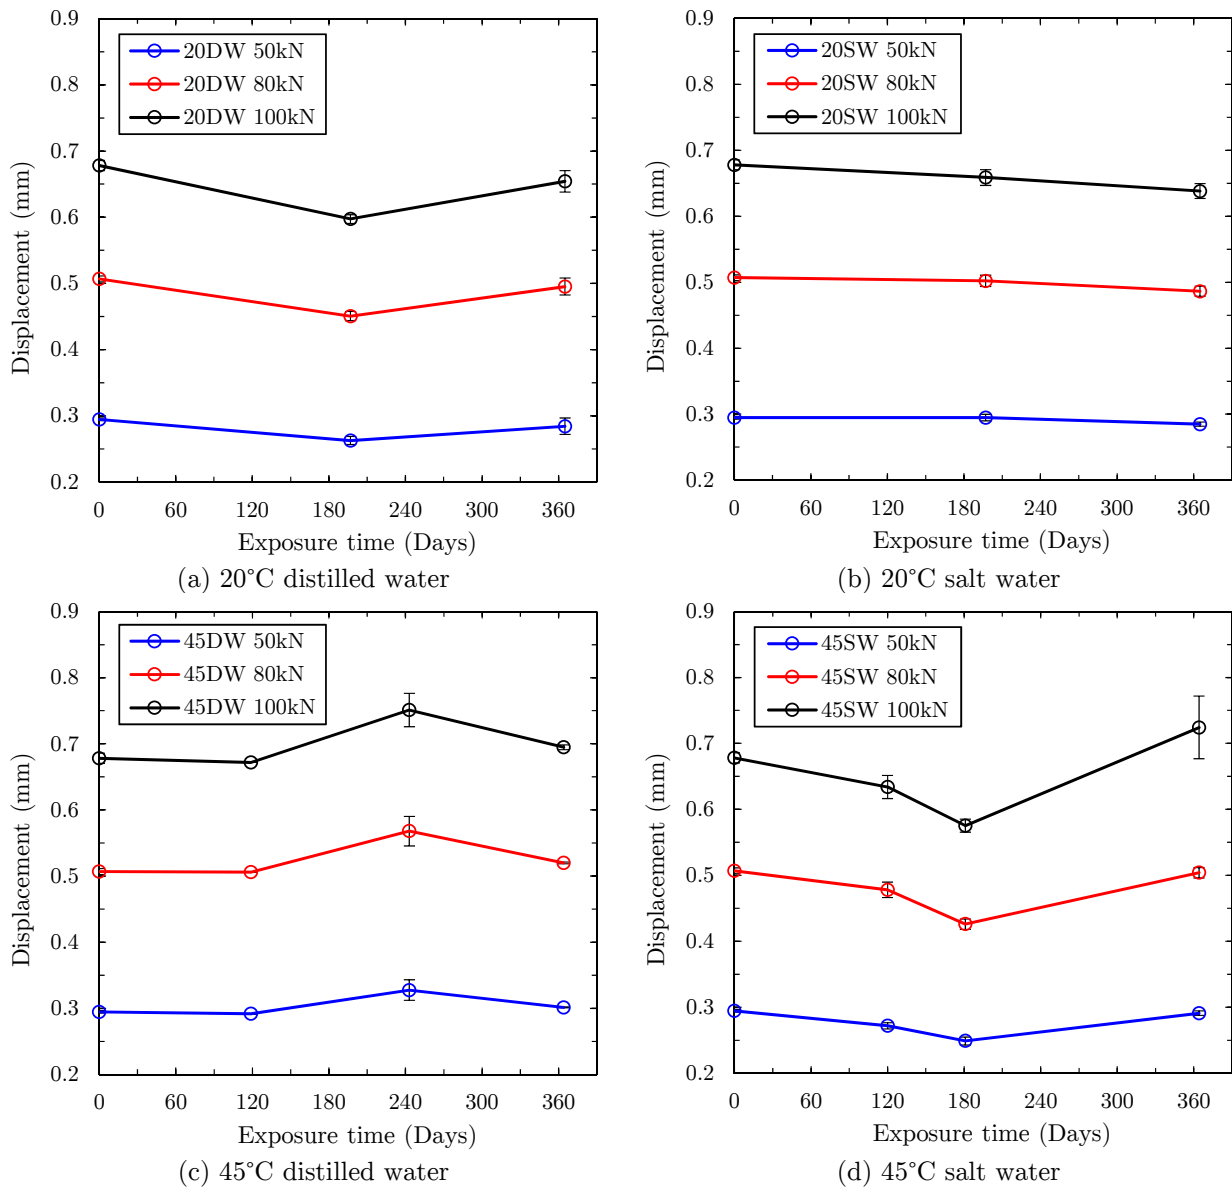 0.9
0.8
0.7
0.6
0.5
0.4
0.3
0.2
Displacement (mm)
20DW 50kN
20DW 80kN
20DW 100kN
0 60 120 180 240 300 360
Exposure time (Days)
(a) 20°C distilled water
0.9
0.8
0.7
0.6
0.5
0.4
0.3
0.2
Displacement (mm)
20SW 50kN
20SW 80kN
20SW 100kN
0 60 120 180 240 300 360
Exposure time (Days)
(b) 20°C salt water
0.9
0.8
0.7
0.6
0.5
0.4
0.3
0.2
Displacement (mm)
45DW 50kN
45DW 80kN
45DW 100kN
0 60 120 180 240 300 360
Exposure time (Days)
(c) 45°C distilled water
0.9
0.8
0.7
0.6
0.5
0.4
0.3
0.2
Displacement (mm)
45SW 50kN
45SW 80kN
45SW 100kN
0 60 120 180 240 300 360
Exposure time (Days)
(d) 45°C salt water